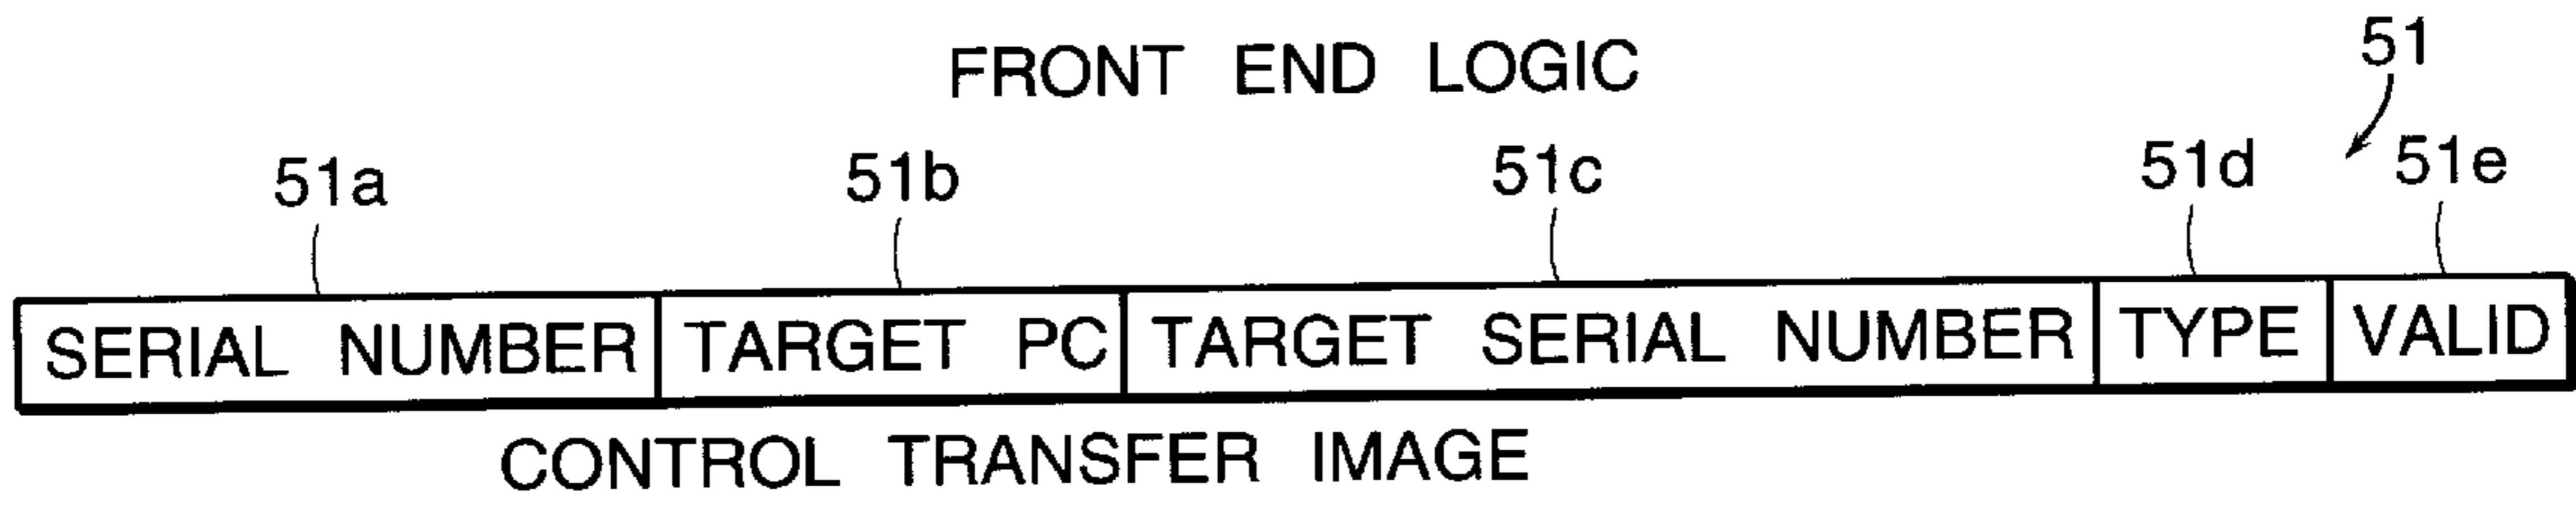 FRONT END LOGIC
51
51a 51b 51c 51d 51e
SERIAL NUMBER TARGET PC TARGET SERIAL NUMBER TYPE VALID
CONTROL TRANSFER IMAGE